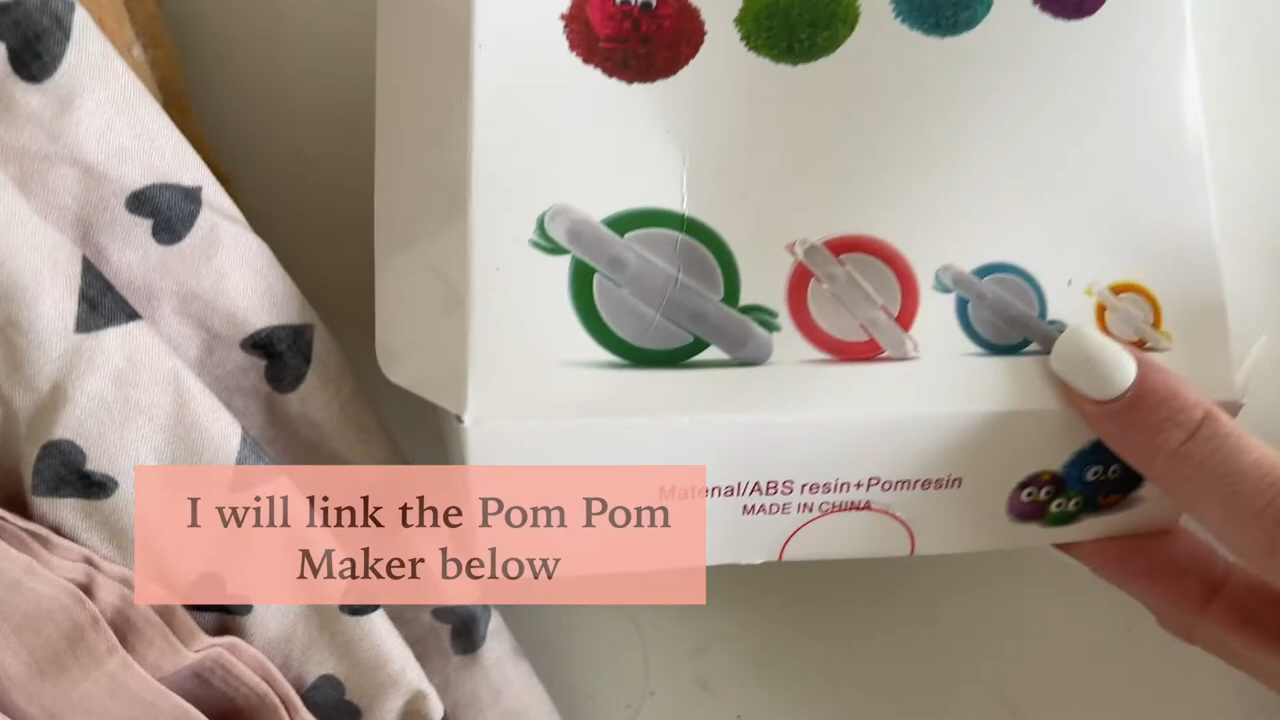 I will link the Pom Pom
Maker below
Material/ABS resin+Pomresin
MADE IN CHINA